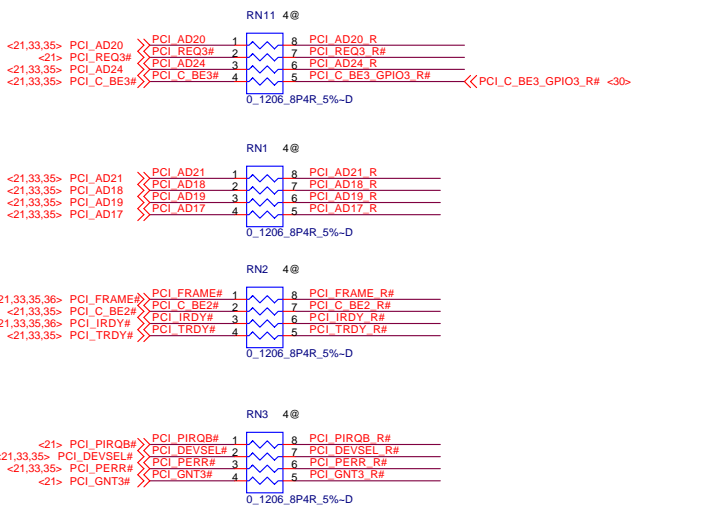 RN11 4@
<21,33,35> PCI_AD20 PCI_AD20 1 8 PCI_AD20_R
<21> PCI_REQ3# PCI_REQ3# 2 7 PCI_REQ3_R#
<21,33,35> PCI_AD24 PCI_AD24 3 6 PCI_AD24_R
<21,33,35> PCI_C_BE3# PCI_C_BE3# 4 5 PCI_C_BE3_GPIO3_R# PCI_C_BE3_GPIO3_R# <30>
0_1206_8P4R_5%~D
RN1 4@
<21,33,35> PCI_AD21 PCI_AD21 1 8 PCI_AD21_R
<21,33,35> PCI_AD18 PCI_AD18 2 7 PCI_AD18_R
<21,33,35> PCI_AD19 PCI_AD19 3 6 PCI_AD19_R
<21,33,35> PCI_AD17 PCI_AD17 4 5 PCI_AD17_R
0_1206_8P4R_5%~D
RN2 4@
21,33,35,36> PCI_FRAME# PCI_FRAME# 1 8 PCI_FRAME_R#
<21,33,35> PCI_C_BE2# PCI_C_BE2# 2 7 PCI_C_BE2_R#
21,33,35,36> PCI_IRDY# PCI_IRDY# 3 6 PCI_IRDY_R#
<21,33,35> PCI_TRDY# PCI_TRDY# 4 5 PCI_TRDY_R#
0_1206_8P4R_5%~D
RN3 4@
<21> PCI_PIRQB# PCI_PIRQB# 1 8 PCI_PIRQB_R#
<21,33,35> PCI_DEVSEL# PCI_DEVSEL# 2 7 PCI_DEVSEL_R#
<21,33,35> PCI_PERR# PCI_PERR# 3 6 PCI_PERR_R#
<21> PCI_GNT3# PCI_GNT3# 4 5 PCI_GNT3_R#
0_1206_8P4R_5%~D